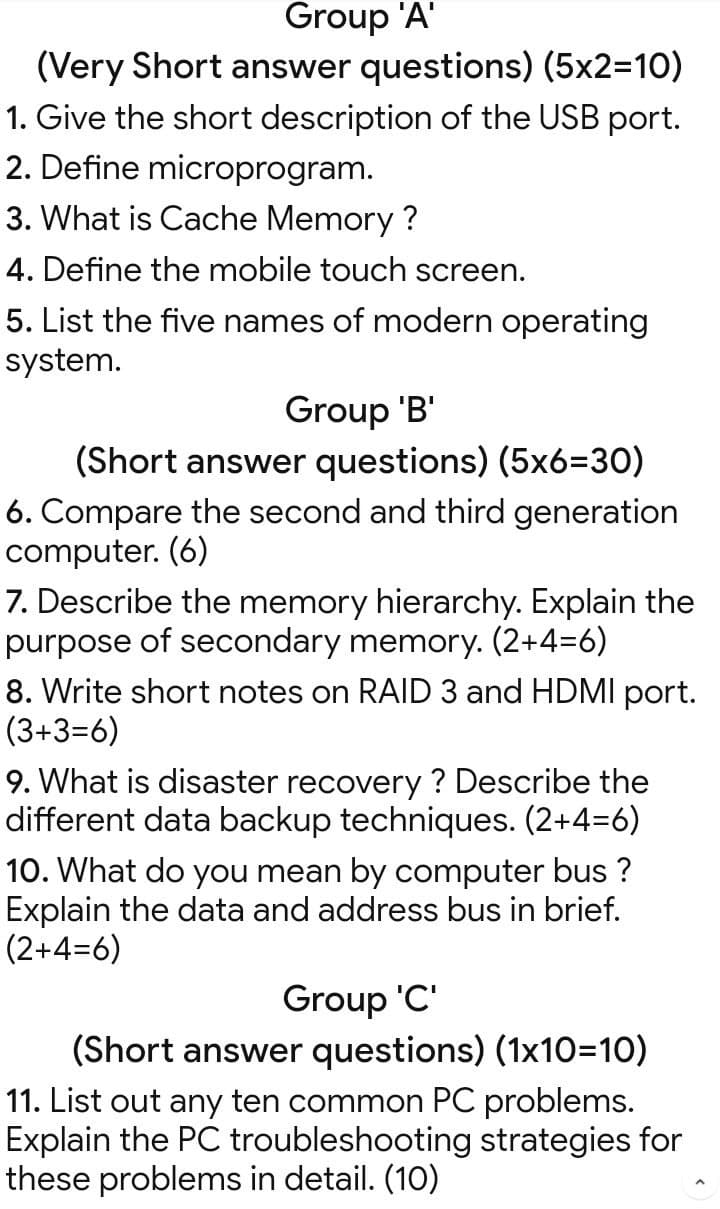 Group 'A'
(Very Short answer questions) (5x2=10)
1. Give the short description of the USB port.
2. Define microprogram.
3. What is Cache Memory ?
4. Define the mobile touch screen.
5. List the five names of modern operating
system.
Group 'B'
(Short answer questions) (5x6=30)
6. Compare the second and third generation
computer. (6)
7. Describe the memory hierarchy. Explain the
purpose of secondary memory. (2+4=6)
8. Write short notes on RAID 3 and HDMI port.
(3+3=6)
9. What is disaster recovery ? Describe the
different data backup techniques. (2+4=6)
10. What do you mean by computer bus ?
Explain the data and address bus in brief.
(2+4=6)
Group 'C'
(Short answer questions) (1x10=10)
11. List out any ten common PC problems.
Explain the PC troubleshooting strategies for
these problems in detail. (10)